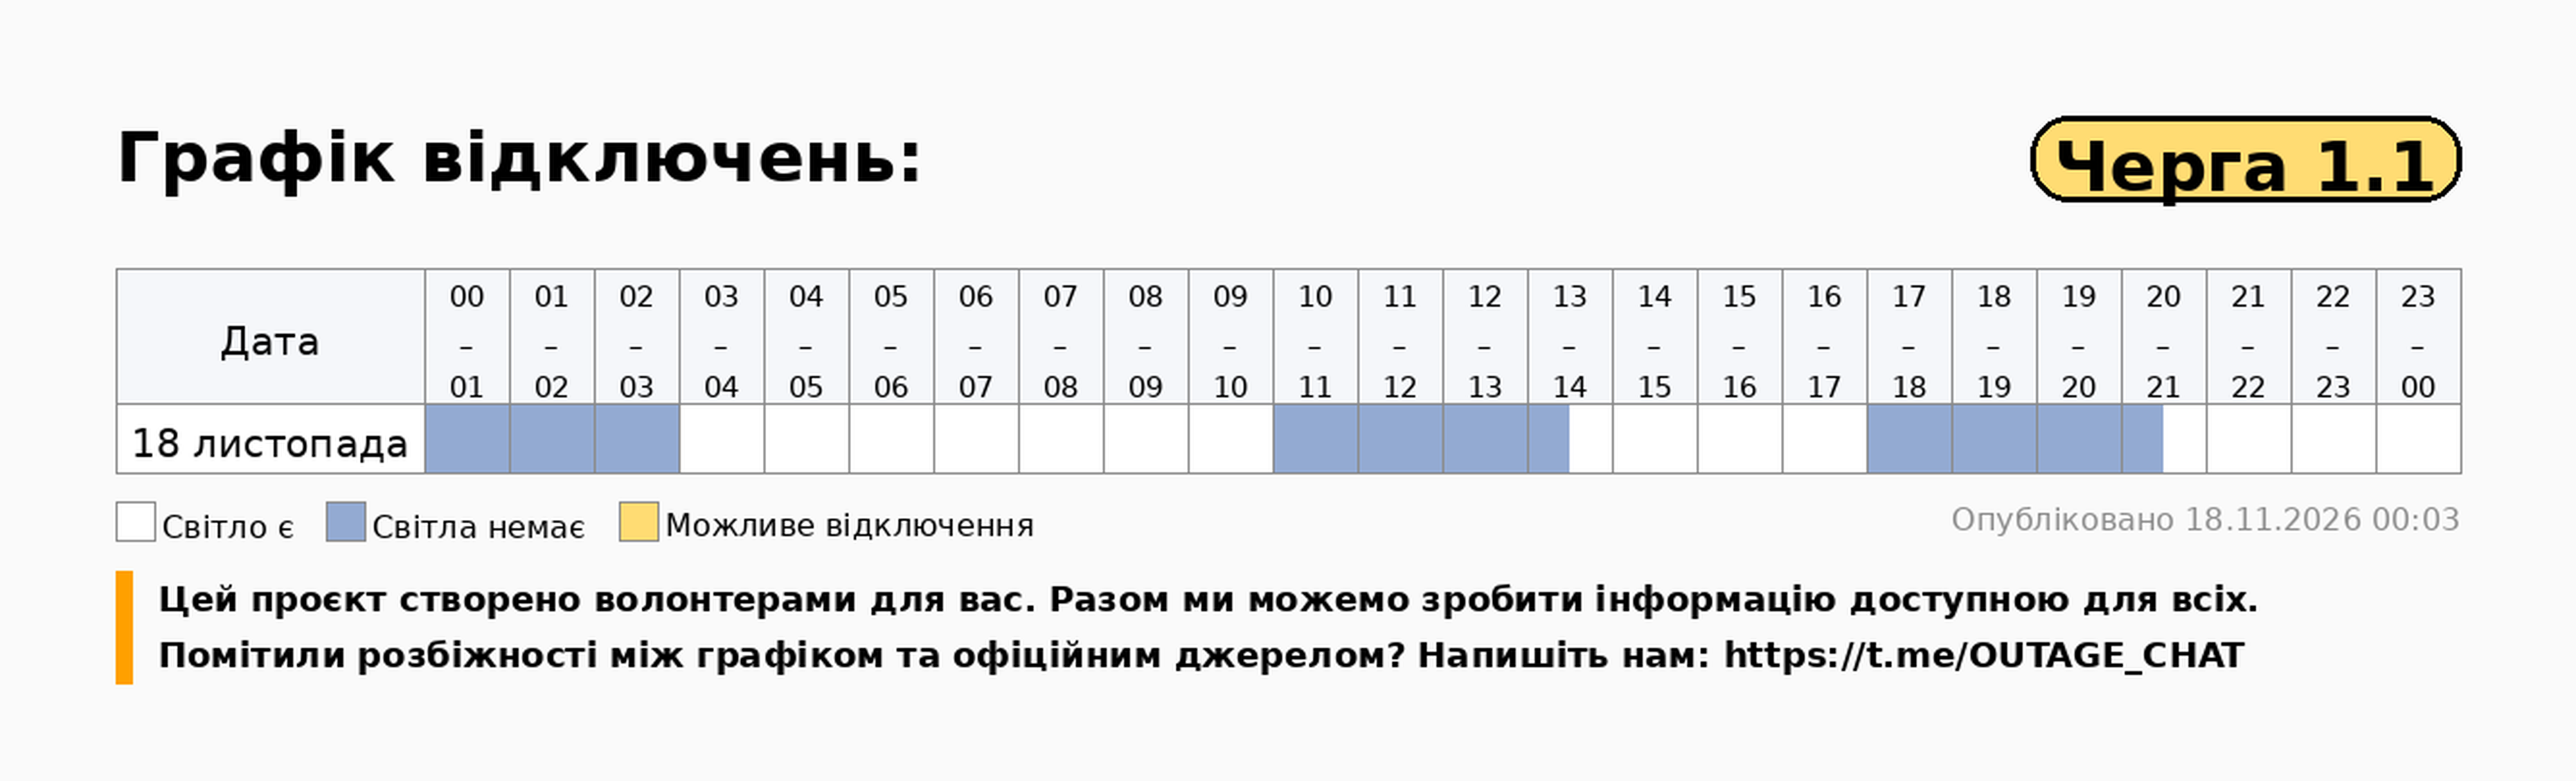 Графік відключень:
Черга 1.1
Дата 00 – 01 01 – 02 02 – 03 03 – 04 04 – 05 05 – 06 06 – 07 07 – 08 08 – 09 09 – 10 10 – 11 11 – 12 12 – 13 13 – 14 14 – 15 15 – 16 16 – 17 17 – 18 18 – 19 19 – 20 20 – 21 21 – 22 22 – 23 23 – 00
18 листопада
Світло є Світла немає Можливе відключення
Опубліковано 18.11.2026 00:03
Цей проєкт створено волонтерами для вас. Разом ми можемо зробити інформацію доступною для всіх.
Помітили розбіжності між графіком та офіційним джерелом? Напишіть нам: https://t.me/OUTAGE_CHAT